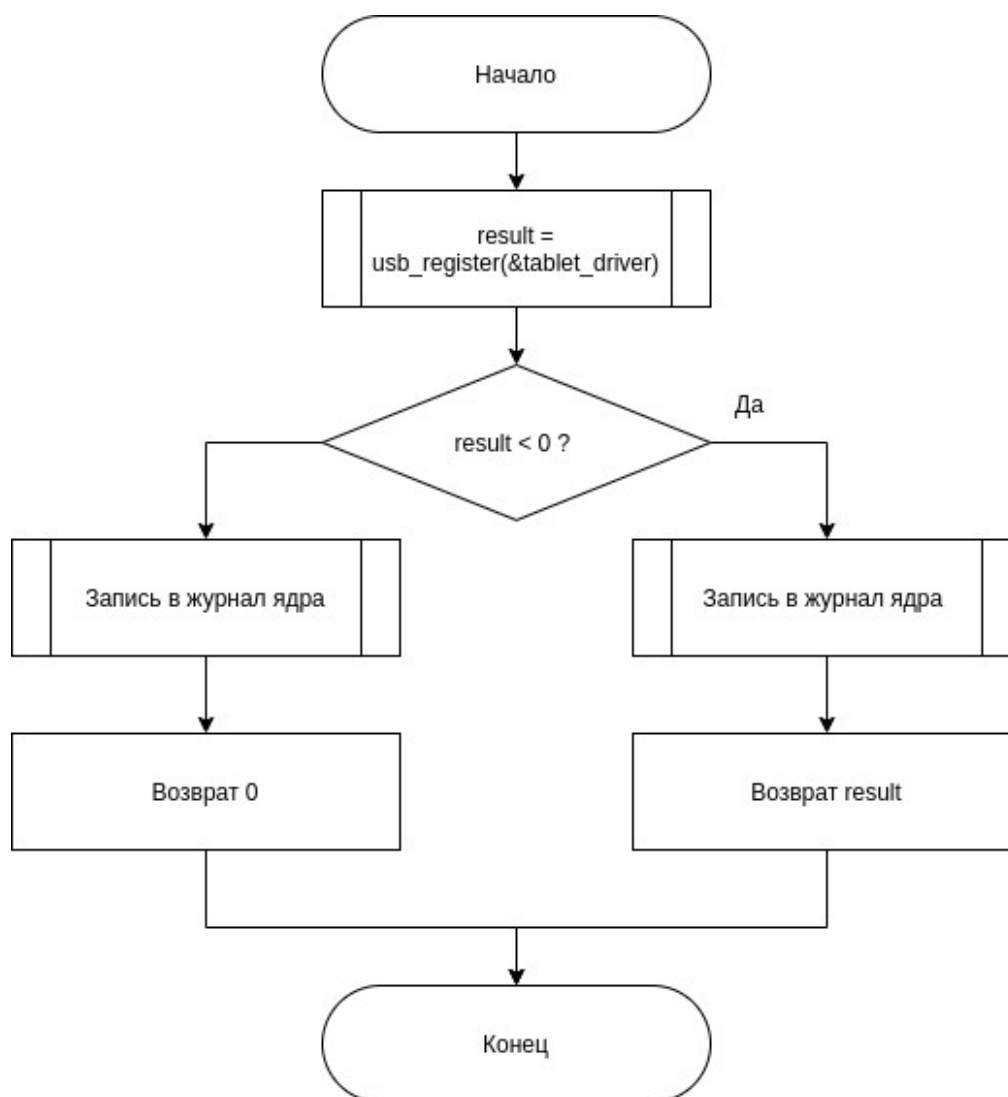 Начало
result =
usb_register(&tablet_driver)
Да
result < 0 ?
Запись в журнал ядра
Запись в журнал ядра
Возврат 0
Возврат result
Конец